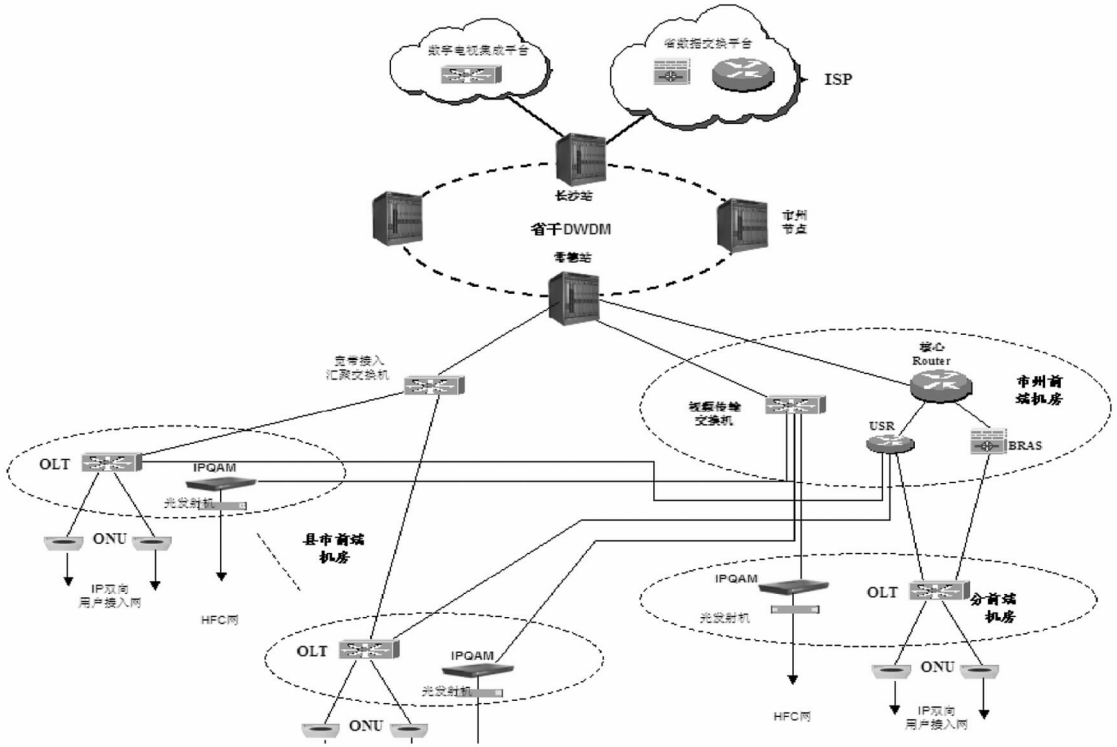 数字电视集成平台
省数据交换平台
ISP
长沙站
省干DWDM
市州
节点
常德站
宽带接入
汇聚交换机
核心
Router
市州前
端机房
视频传输
交换机
USR
BRAS
OLT
IPQAM
光发射机
ONU
IP双向
用户接入网
HFC网
县市前端
机房
IPQAM
光发射机
OLT
分前端
机房
OLT
IPQAM
光发射机
ONU
HFC网
ONU
IP双向
用户接入网